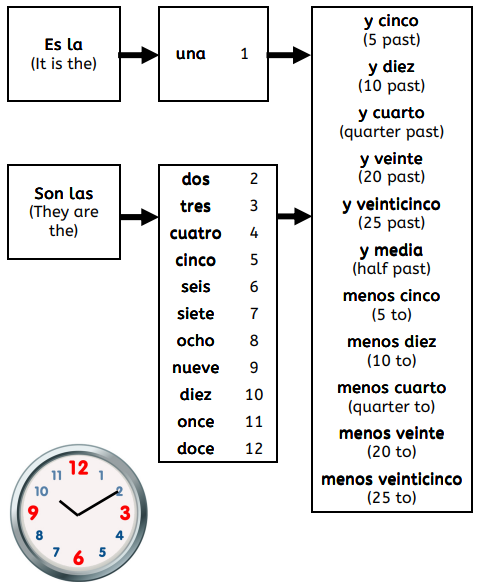 Es la
(It is the)
una 1
y cinco
(5 past)
y diez
(10 past)
y cuarto
(quarter past)
y veinte
(20 past)
y veinticinco
(25 past)
y media
(half past)
menos cinco
(5 to)
menos diez
(10 to)
menos cuarto
(quarter to)
menos veinte
(20 to)
menos veinticinco
(25 to)
Son las
(They are
the)
dos 2
tres 3
cuatro 4
cinco 5
seis 6
siete 7
ocho 8
nueve 9
diez 10
once 11
doce 12
12
11 1
10 2
9 3
8 4
7 5
6